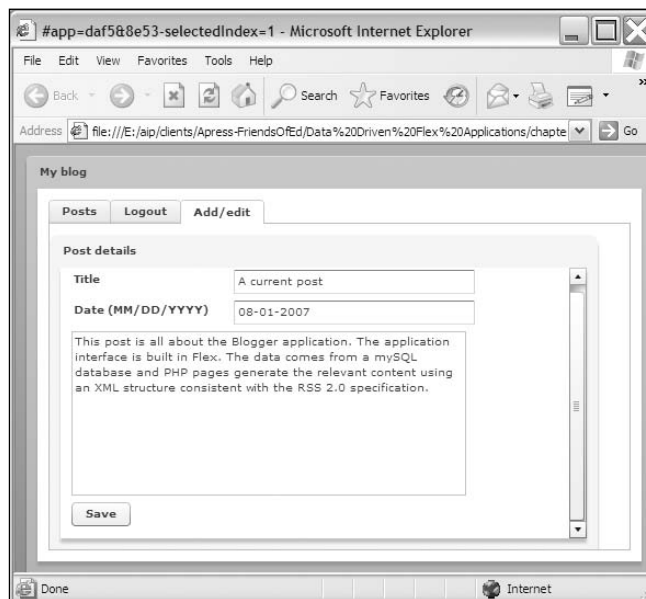 #app=daf5&8e53-selectedIndex=1 - Microsoft Internet Explorer
File Edit View Favorites Tools Help
Back Search Favorites
Address file:///E:/aip/clients/Apress-FriendsOfEd/Data%20Driven%20Flex%20Applications/chapte Go
My blog
Posts Logout Add/edit
Post details
Title A current post
Date (MM/DD/YYYY) 08-01-2007
This post is all about the Blogger application. The application
interface is built in Flex. The data comes from a mySQL
database and PHP pages generate the relevant content using
an XML structure consistent with the RSS 2.0 specification.
Save
Done Internet